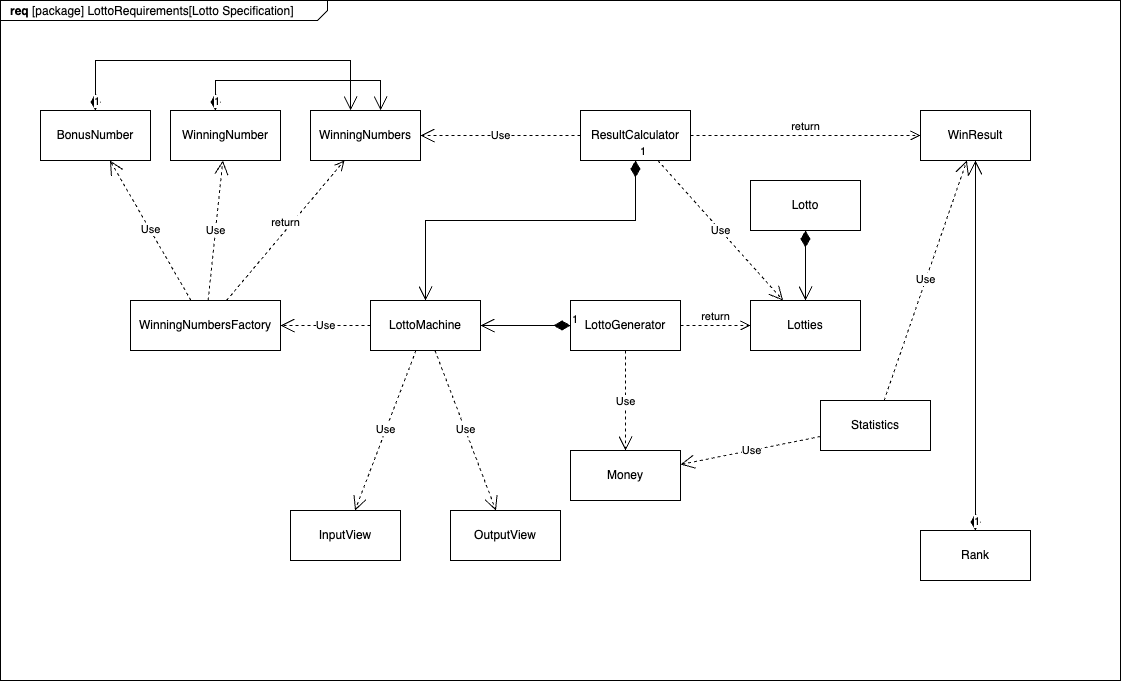 req [package] LottoRequirements[Lotto Specification]
1
1
BonusNumber
WinningNumber
WinningNumbers
Use
ResultCalculator
1
return
WinResult
Lotto
Use
Use
return
Use
Use
WinningNumbersFactory
Use
LottoMachine
1
LottoGenerator
return
Lotties
Use
Use
Use
Statistics
Use
Money
InputView
OutputView
1
Rank